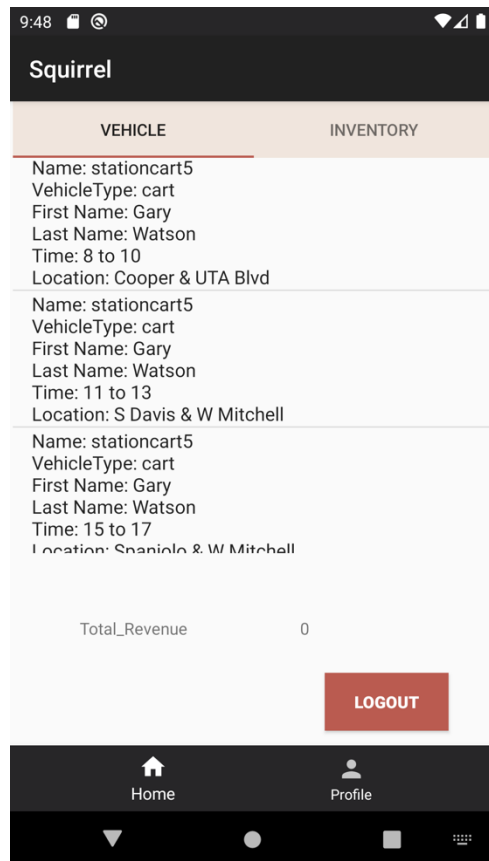 9:48
Squirrel
VEHICLE INVENTORY
Name: stationcart5
VehicleType: cart
First Name: Gary
Last Name: Watson
Time: 8 to 10
Location: Cooper & UTA Blvd
Name: stationcart5
VehicleType: cart
First Name: Gary
Last Name: Watson
Time: 11 to 13
Location: S Davis & W Mitchell
Name: stationcart5
VehicleType: cart
First Name: Gary
Last Name: Watson
Time: 15 to 17
Location: Spaniolo & W Mitchell
Total_Revenue 0
LOGOUT
Home Profile